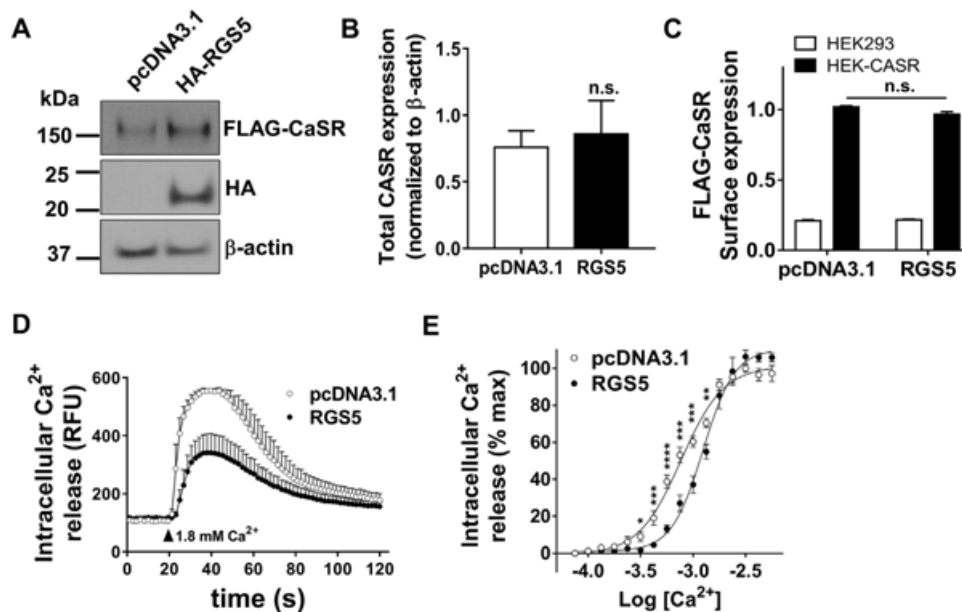 A
pcDNA3.1
HA-RGS5
kDa
150
FLAG-CaSR
25
20
HA
37
β-actin
B
Total CASR expression
(normalized to β-actin)
1.5
1.0
0.5
0.0
n.s.
pcDNA3.1
RGS5
C
HEK293
HEK-CASR
FLAG-CaSR
Surface expression
1.0
0.5
0.0
n.s.
pcDNA3.1
RGS5
D
Intracellular Ca²⁺
release (RFU)
600
400
200
0
pcDNA3.1
RGS5
1.8 mM Ca²⁺
0 20 40 60 80 100 120
time (s)
E
Intracellular Ca²⁺
release (% max)
100
80
60
40
20
0
pcDNA3.1
RGS5
*
***
****
***
***
**
-4.0 -3.5 -3.0 -2.5
Log [Ca²⁺]